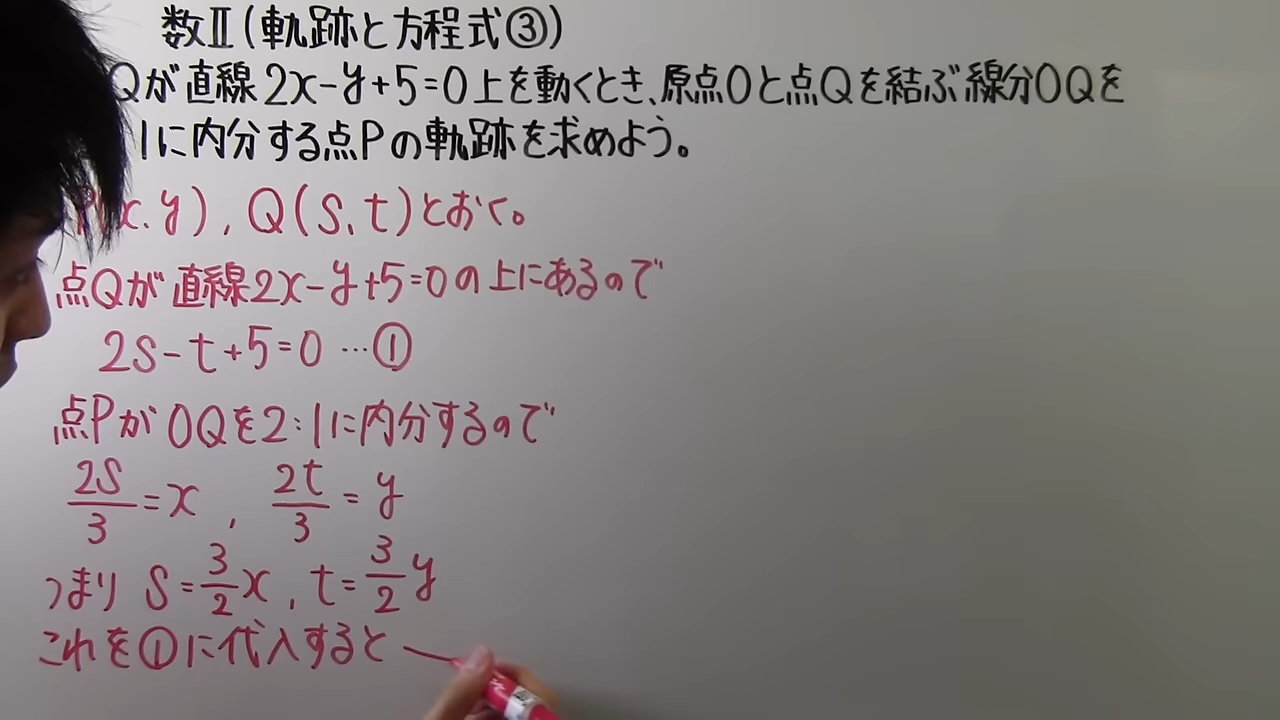 数Ⅱ(軌跡と方程式③)
Qが直線2x-y+5=0上を動くとき、原点Oと点Qを結ぶ線分OQを
1に内分する点Pの軌跡を求めよう。
P(x.y), Q(s,t)とおく。
点Qが直線2x-y+5=0の上にあるので
2s-t+5=0 …①
点PがOQを2:1に内分するので
2s/3=x, 2t/3=y
つまり s=3/2x, t=3/2y
これを①に代入すると